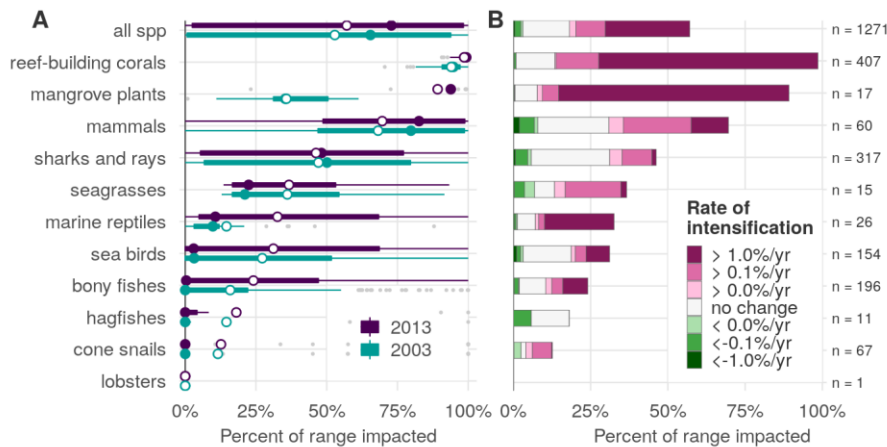 A
B
all spp
reef-building corals
mangrove plants
mammals
sharks and rays
seagrasses
marine reptiles
sea birds
bony fishes
hagfishes
cone snails
lobsters
2013
2003
0% 25% 50% 75% 100%
Percent of range impacted
n = 1271
n = 407
n = 17
n = 60
n = 317
n = 15
n = 26
n = 154
n = 196
n = 11
n = 67
n = 1
Rate of
intensification
> 1.0%/yr
> 0.1%/yr
> 0.0%/yr
no change
< 0.0%/yr
<-0.1%/yr
<-1.0%/yr
0% 25% 50% 75% 100%
Percent of range impacted